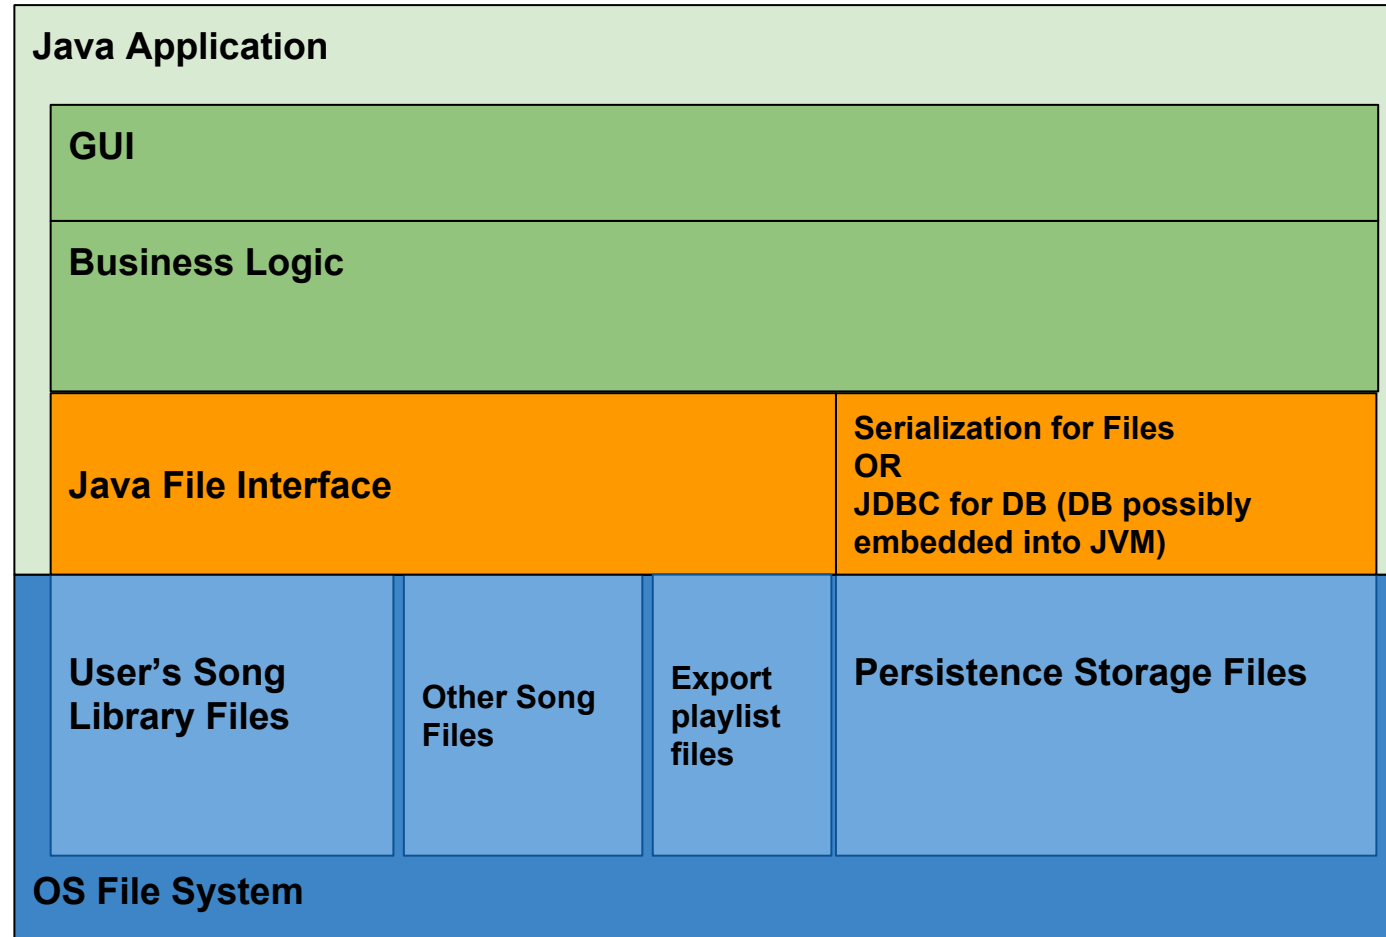 Java Application
GUI
Business Logic
Java File Interface
Serialization for Files
OR
JDBC for DB (DB possibly
embedded into JVM)
User’s Song
Library Files
Other Song
Files
Export
playlist
files
Persistence Storage Files
OS File System